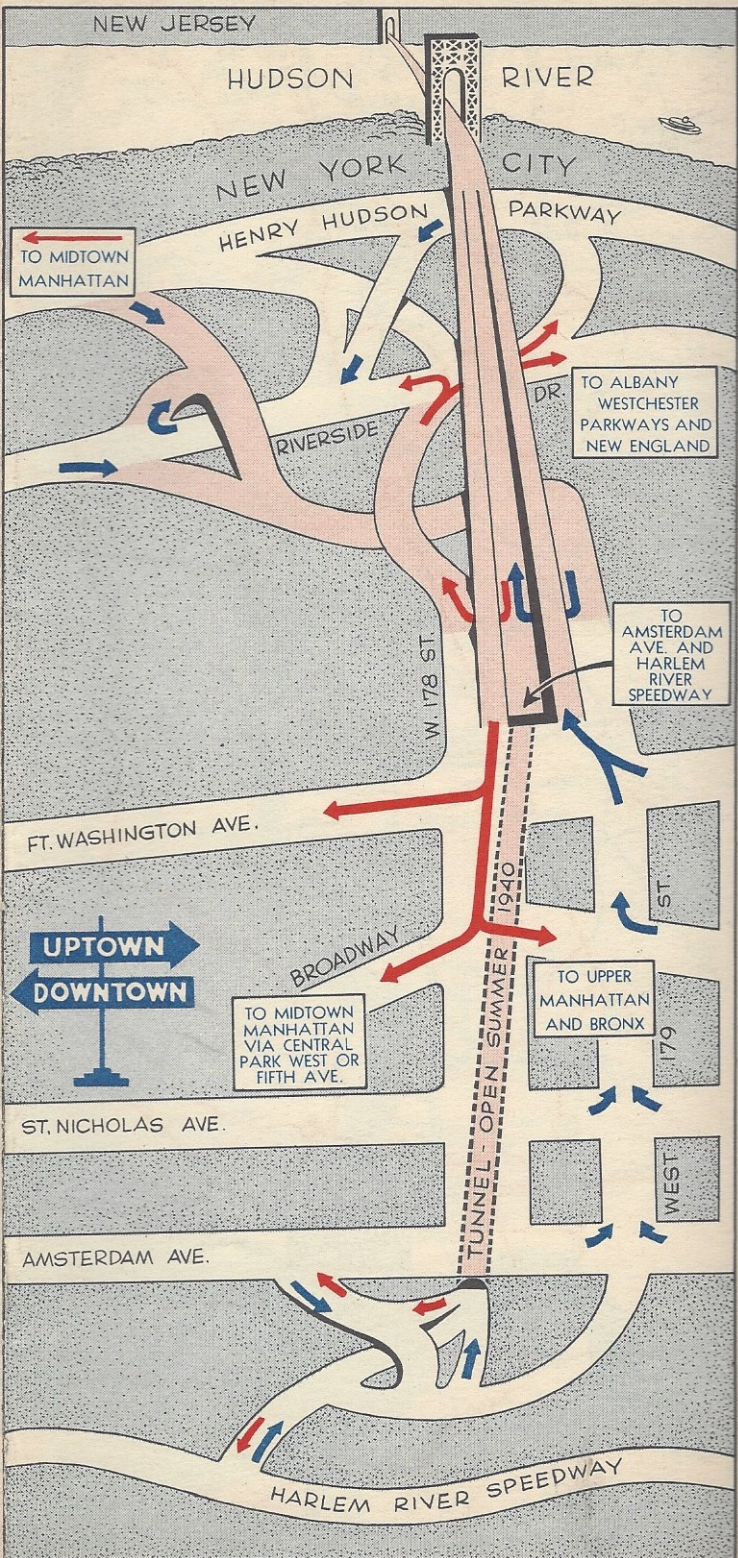 NEW JERSEY
HUDSON RIVER
NEW YORK CITY
HENRY HUDSON PARKWAY
TO MIDTOWN
MANHATTAN
DR.
TO ALBANY
WESTCHESTER
PARKWAYS AND
NEW ENGLAND
RIVERSIDE
TO
AMSTERDAM
AVE. AND
HARLEM
RIVER
SPEEDWAY
W. 178 ST
FT. WASHINGTON AVE.
UPTOWN
DOWNTOWN
BROADWAY
TO MIDTOWN
MANHATTAN
VIA CENTRAL
PARK WEST OR
FIFTH AVE.
TO UPPER
MANHATTAN
AND BRONX
TUNNEL - OPEN SUMMER 1940
WEST 179 ST
ST. NICHOLAS AVE.
AMSTERDAM AVE.
HARLEM RIVER SPEEDWAY